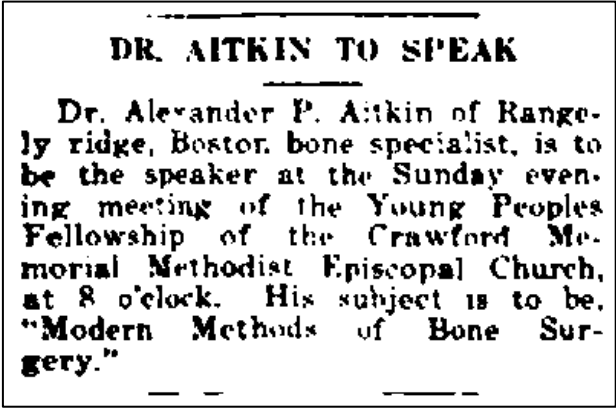 DR. AITKIN TO SPEAK
Dr. Alexander P. Aitkin of Range-
ly ridge, Boston bone specialist, is to
be the speaker at the Sunday even-
ing meeting of the Young Peoples
Fellowship of the Crawford Me-
morial Methodist Episcopal Church,
at 8 o'clock. His subject is to be,
"Modern Methods of Bone Sur-
gery."